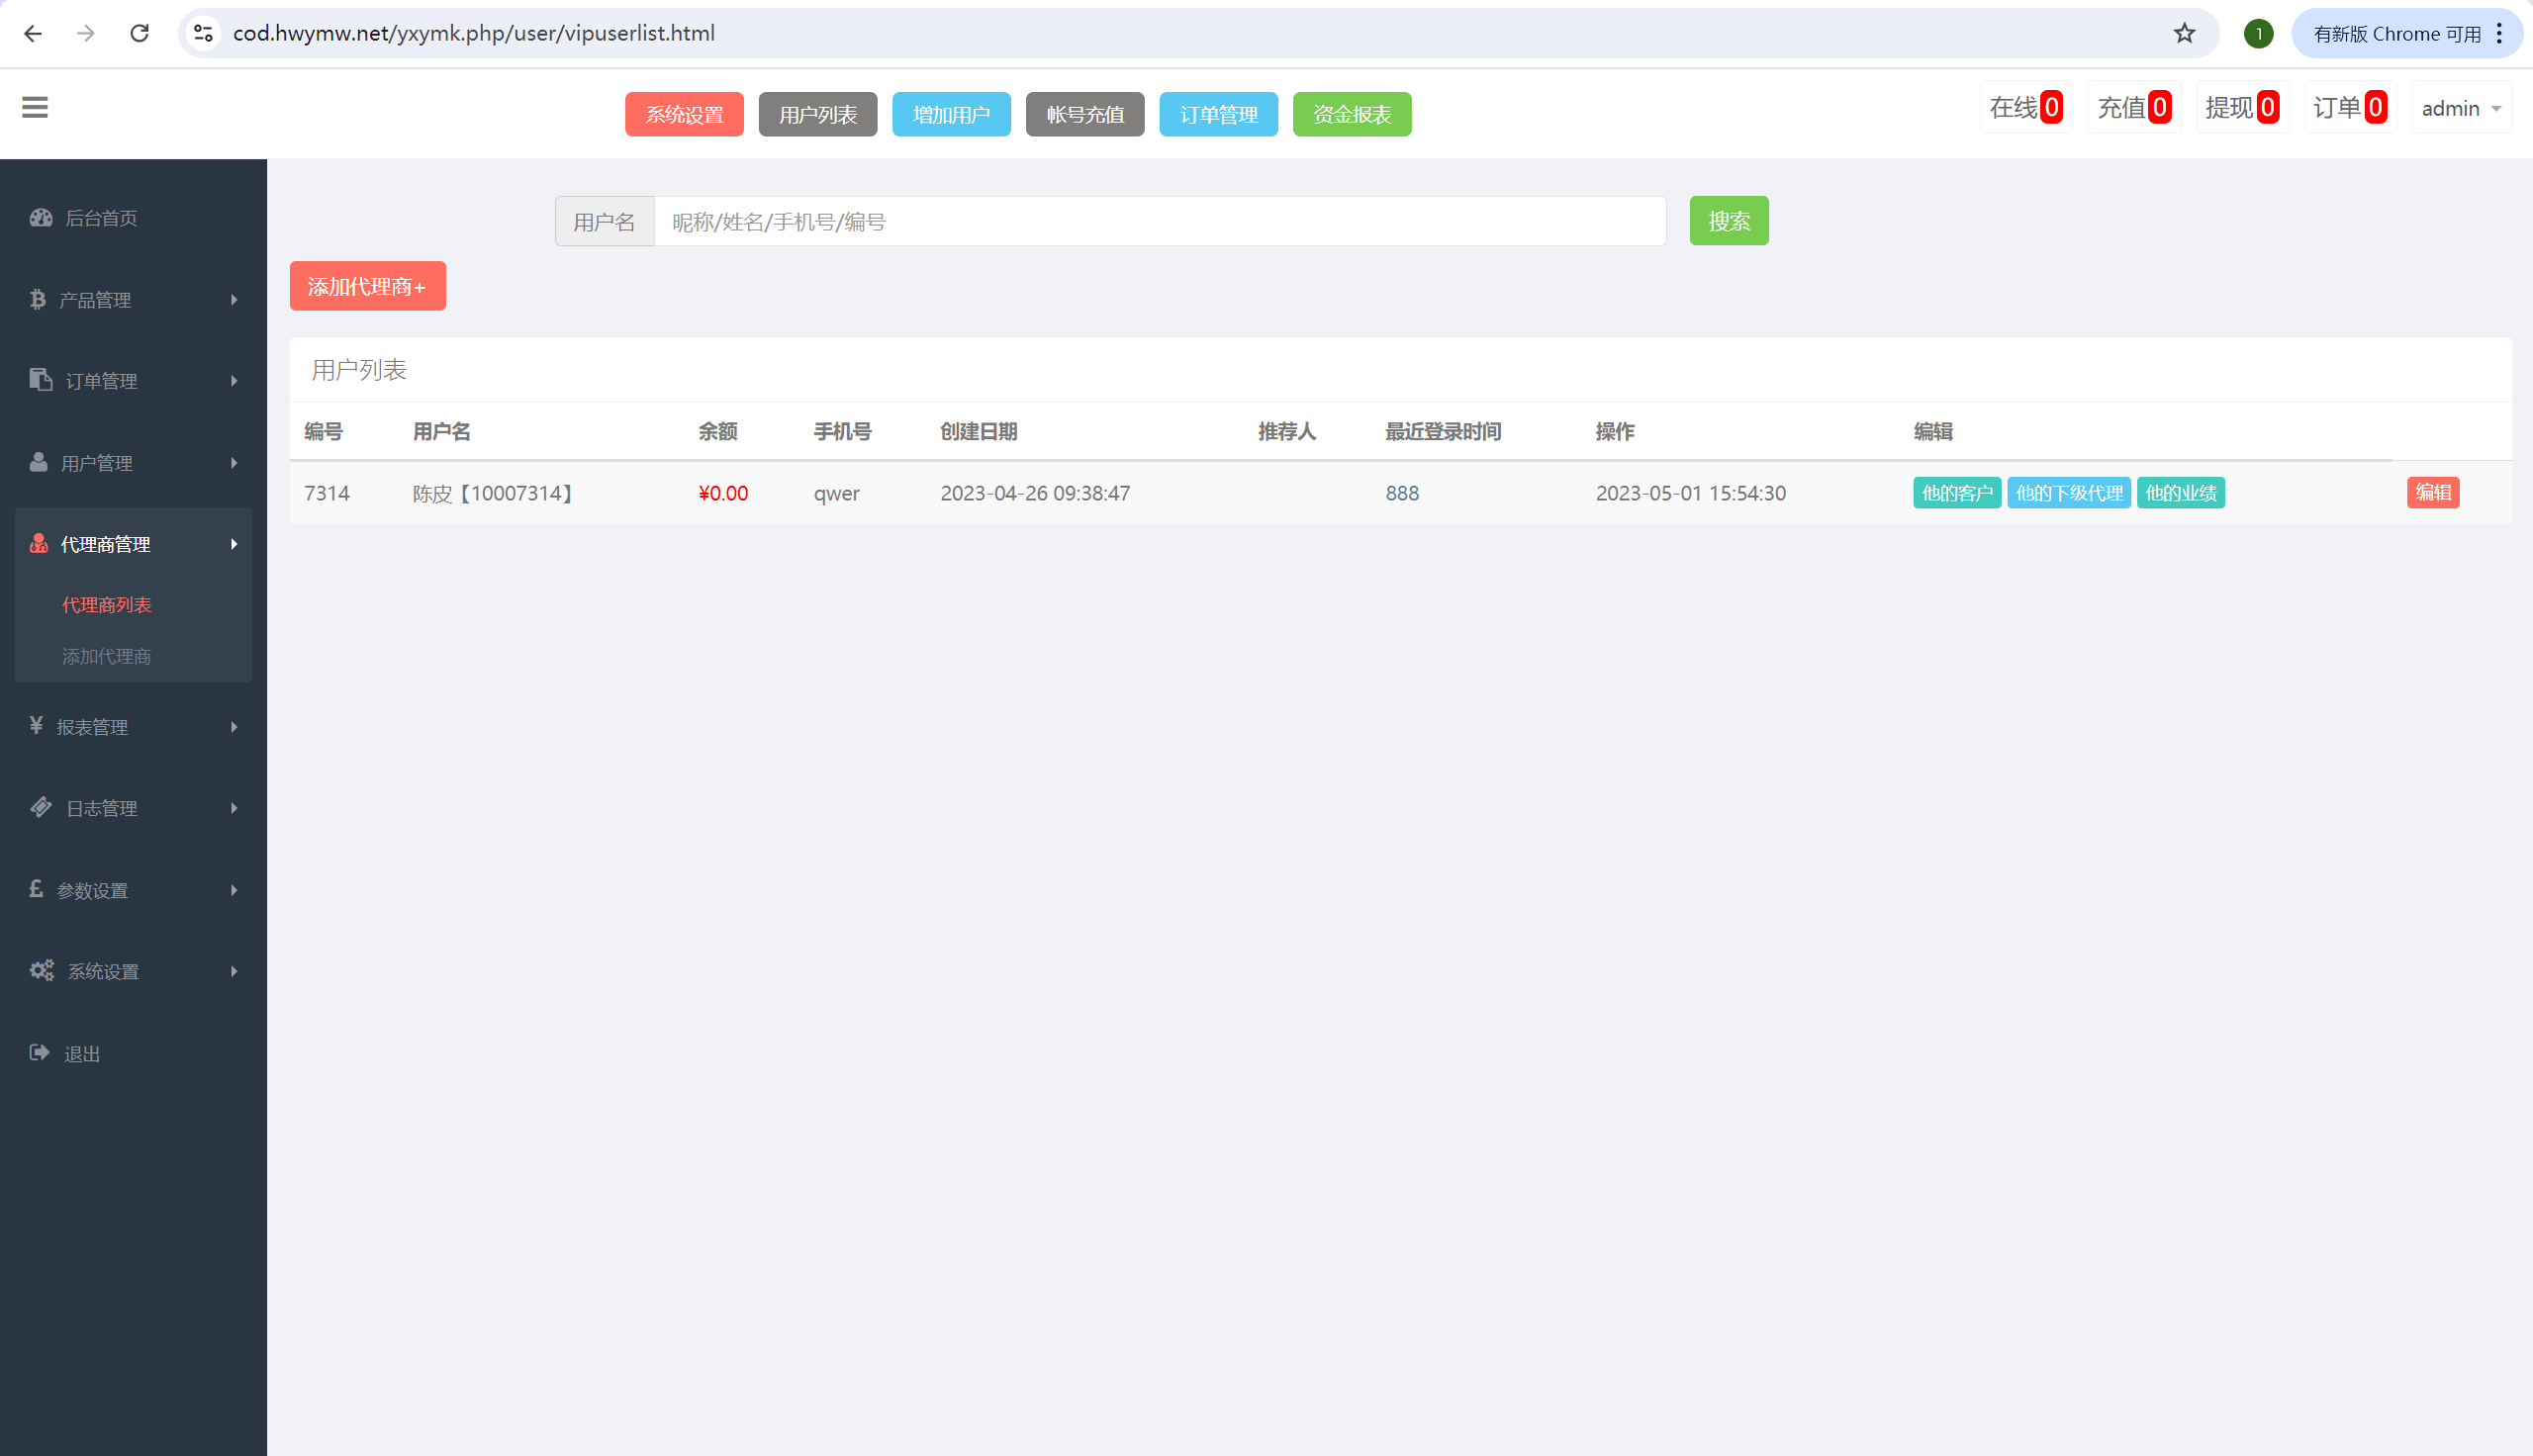 cod.hwymw.net/yxymk.php/user/vipuserlist.html
1
有新版 Chrome 可用
系统设置 用户列表 增加用户 帐号充值 订单管理 资金报表
在线0 充值0 提现0 订单0 admin
后台首页
产品管理
订单管理
用户管理
代理商管理
代理商列表
添加代理商
报表管理
日志管理
参数设置
系统设置
退出
用户名 昵称/姓名/手机号/编号 搜索
添加代理商+
用户列表
编号 用户名 余额 手机号 创建日期 推荐人 最近登录时间 操作 编辑
7314 陈皮【10007314】 ¥0.00 qwer 2023-04-26 09:38:47 888 2023-05-01 15:54:30 他的客户 他的下级代理 他的业绩 编辑